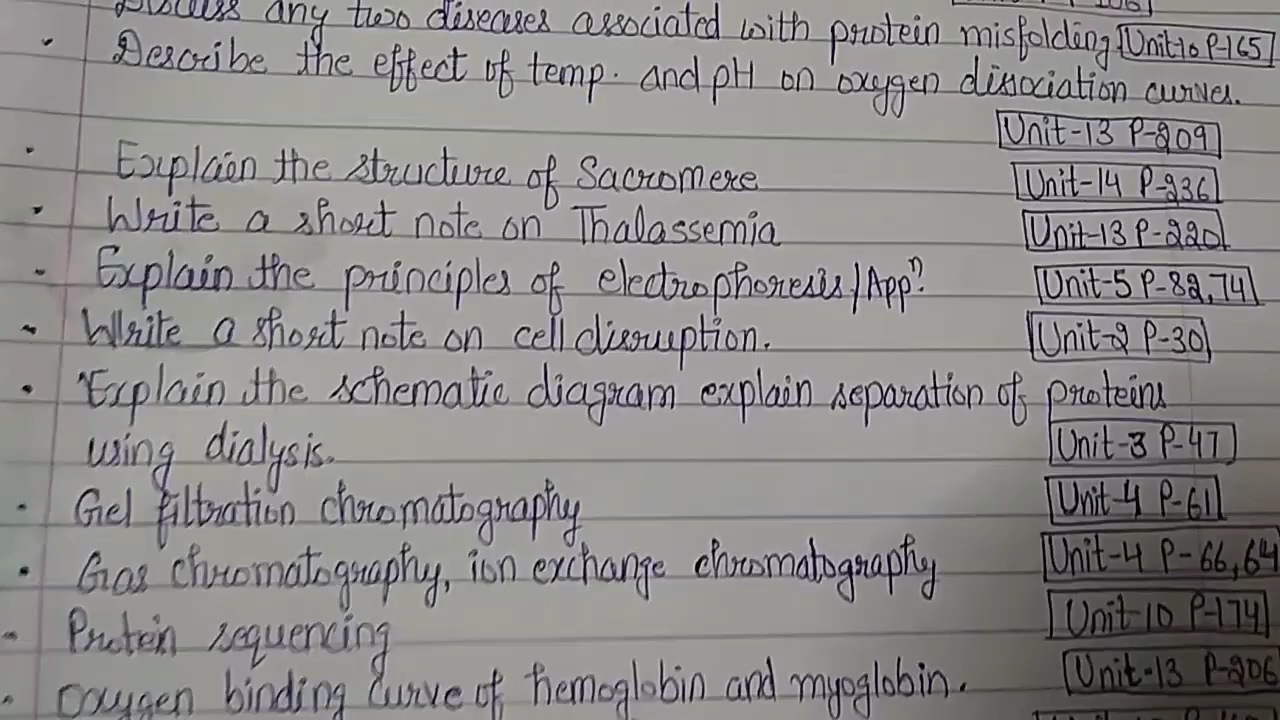 Discuss any two diseases associated with protein misfolding Unit-10 P-165
Describe the effect of temp. and pH on oxygen dissociation curves.
Unit-13 P-209
Explain the structure of Sacromere Unit-14 P-236
Write a short note on Thalassemia Unit-13 P-220
Explain the principles of electrophoresis/Appⁿ Unit-5 P-82,74
Write a short note on cell disruption. Unit-2 P-30
Explain the schematic diagram explain separation of proteins
using dialysis. Unit-3 P-47
Gel filtration chromatography Unit-4 P-61
Gas chromatography, ion exchange chromatography Unit-4 P-66,64
Protein sequencing Unit-10 P-174
Oxygen binding curve of hemoglobin and myoglobin. Unit-13 P-206